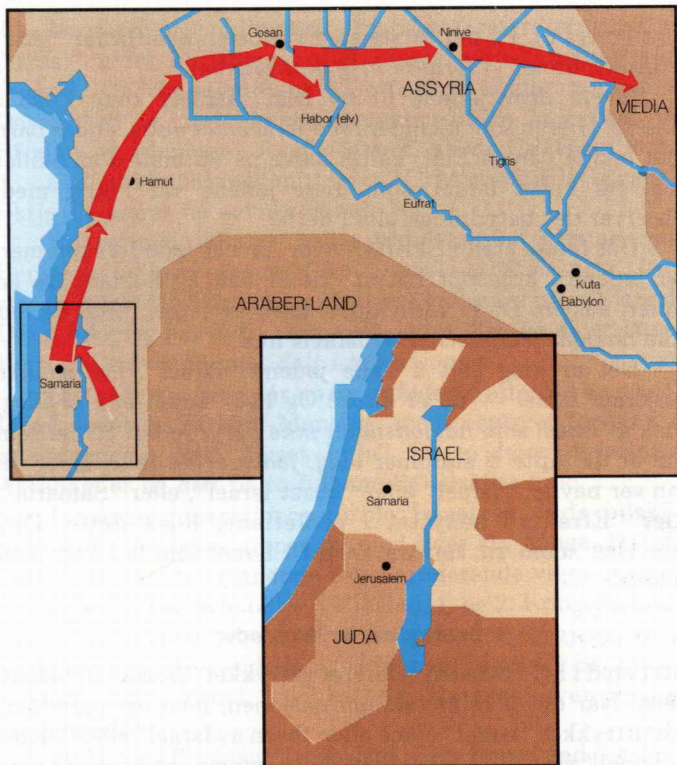 Gosan
Ninive
ASSYRIA
MEDIA
Habor (elv)
Tigris
Hamut
Eufrat
Kuta
Babylon
ARABER-LAND
Samaria
ISRAEL
Samaria
Jerusalem
JUDA